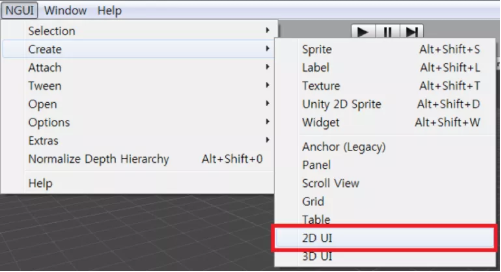 NGUI Window Help
Selection
Create
Attach
Tween
Open
Options
Extras
Normalize Depth Hierarchy Alt+Shift+0
Help
Sprite Alt+Shift+S
Label Alt+Shift+L
Texture Alt+Shift+T
Unity 2D Sprite Alt+Shift+D
Widget Alt+Shift+W
Anchor (Legacy)
Panel
Scroll View
Grid
Table
2D UI
3D UI